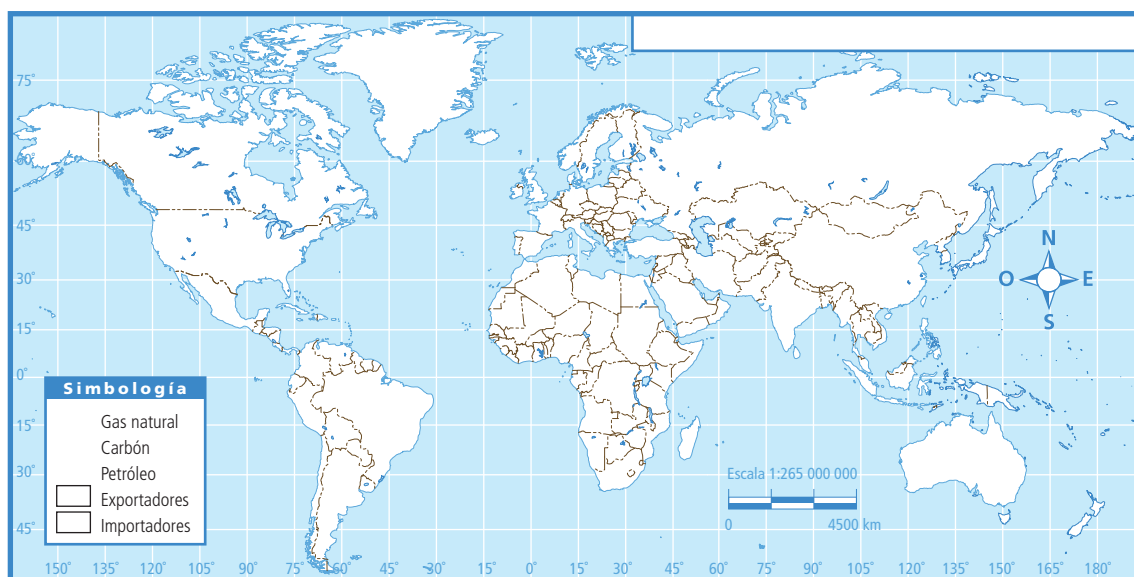 75°
60°
45°
30°
15°
0°
15°
30°
45°
N
O E
S
Simbología
Gas natural
Carbón
Petróleo
Exportadores
Importadores
Escala 1:265 000 000
0 4500 km
150° 135° 120° 105° 90° 75° 60° 45° 30° 15° 0° 15° 30° 45° 60° 75° 90° 105° 120° 135° 150° 165° 180°